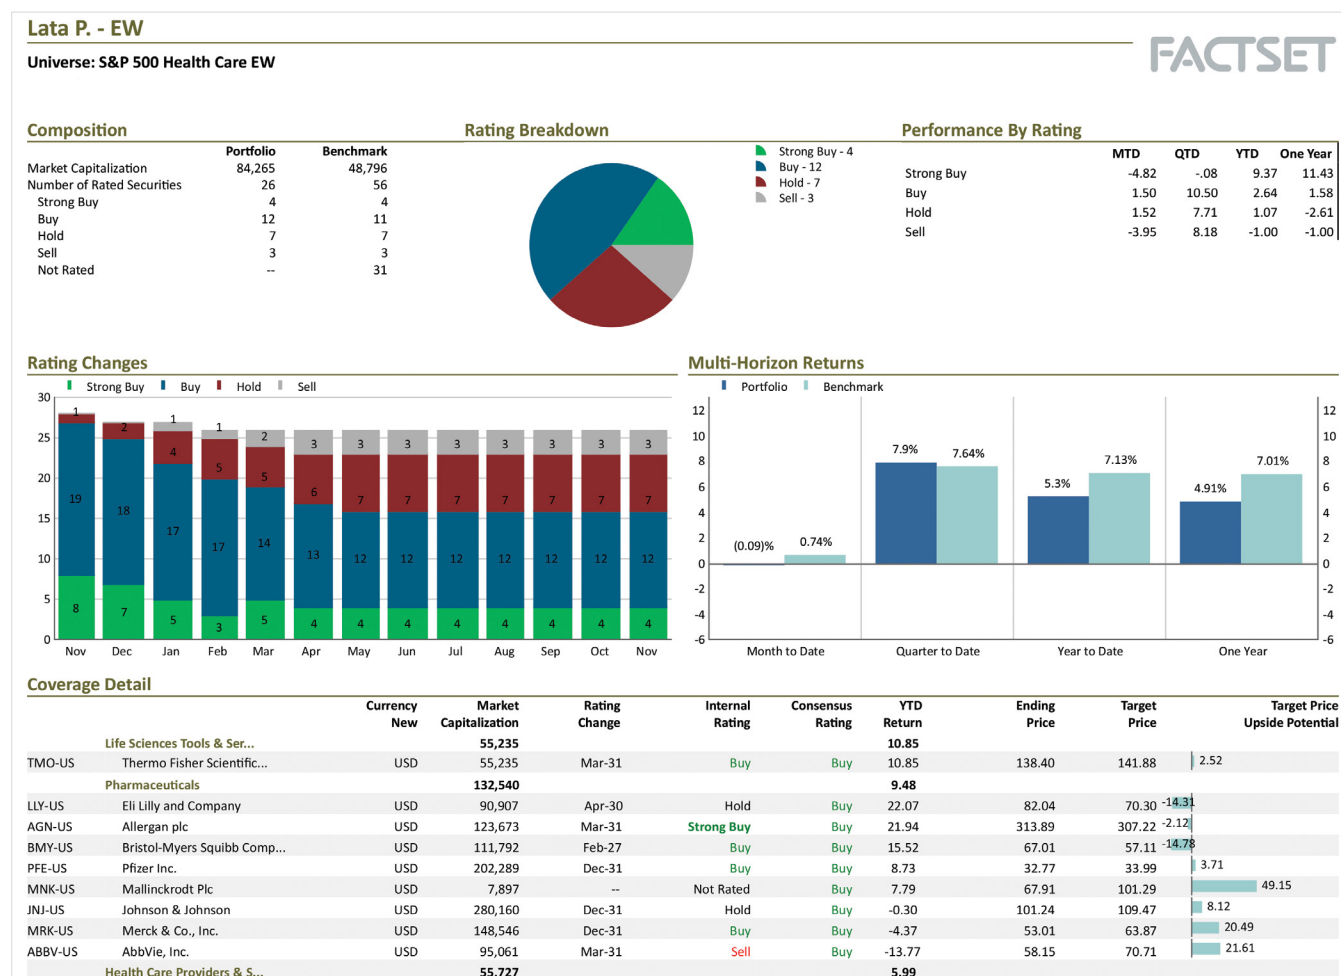 Lata P. - EW
FACTSET
Universe: S&P 500 Health Care EW
Composition
Portfolio Benchmark
Market Capitalization 84,265 48,796
Number of Rated Securities 26 56
Strong Buy 4 4
Buy 12 11
Hold 7 7
Sell 3 3
Not Rated -- 31
Rating Breakdown
Strong Buy - 4
Buy - 12
Hold - 7
Sell - 3
Performance By Rating
MTD QTD YTD One Year
Strong Buy -4.82 -.08 9.37 11.43
Buy 1.50 10.50 2.64 1.58
Hold 1.52 7.71 1.07 -2.61
Sell -3.95 8.18 -1.00 -1.00
Rating Changes
Strong Buy Buy Hold Sell
30
25
20
15
10
5
0
1 2 1 1 2 3 3 3 3 3 3 3 3
4 5 5 6 7 7 7 7 7 7 7
19 18 17 17 14 13 12 12 12 12 12 12 12
8 7 5 3 5 4 4 4 4 4 4 4 4
Nov Dec Jan Feb Mar Apr May Jun Jul Aug Sep Oct Nov
Multi-Horizon Returns
Portfolio Benchmark
12 12
10 10
8 8
6 6
4 4
2 2
0 0
-2 -2
-4 -4
-6 -6
(0.09)% 0.74% 7.9% 7.64% 5.3% 7.13% 4.91% 7.01%
Month to Date Quarter to Date Year to Date One Year
Coverage Detail
Currency Market Rating Internal Consensus YTD Ending Target Target Price
New Capitalization Change Rating Rating Return Price Price Upside Potential
Life Sciences Tools & Ser... 55,235 10.85
TMO-US Thermo Fisher Scientific... USD 55,235 Mar-31 Buy Buy 10.85 138.40 141.88 2.52
Pharmaceuticals 132,540 9.48
LLY-US Eli Lilly and Company USD 90,907 Apr-30 Hold Buy 22.07 82.04 70.30 -14.31
AGN-US Allergan plc USD 123,673 Mar-31 Strong Buy Buy 21.94 313.89 307.22 -2.12
BMY-US Bristol-Myers Squibb Comp... USD 111,792 Feb-27 Buy Buy 15.52 67.01 57.11 -14.78
PFE-US Pfizer Inc. USD 202,289 Dec-31 Buy Buy 8.73 32.77 33.99 3.71
MNK-US Mallinckrodt Plc USD 7,897 -- Not Rated Buy 7.79 67.91 101.29 49.15
JNJ-US Johnson & Johnson USD 280,160 Dec-31 Hold Buy -0.30 101.24 109.47 8.12
MRK-US Merck & Co., Inc. USD 148,546 Dec-31 Buy Buy -4.37 53.01 63.87 20.49
ABBV-US AbbVie, Inc. USD 95,061 Mar-31 Sell Buy -13.77 58.15 70.71 21.61
Health Care Providers & S... 55,727 5.99